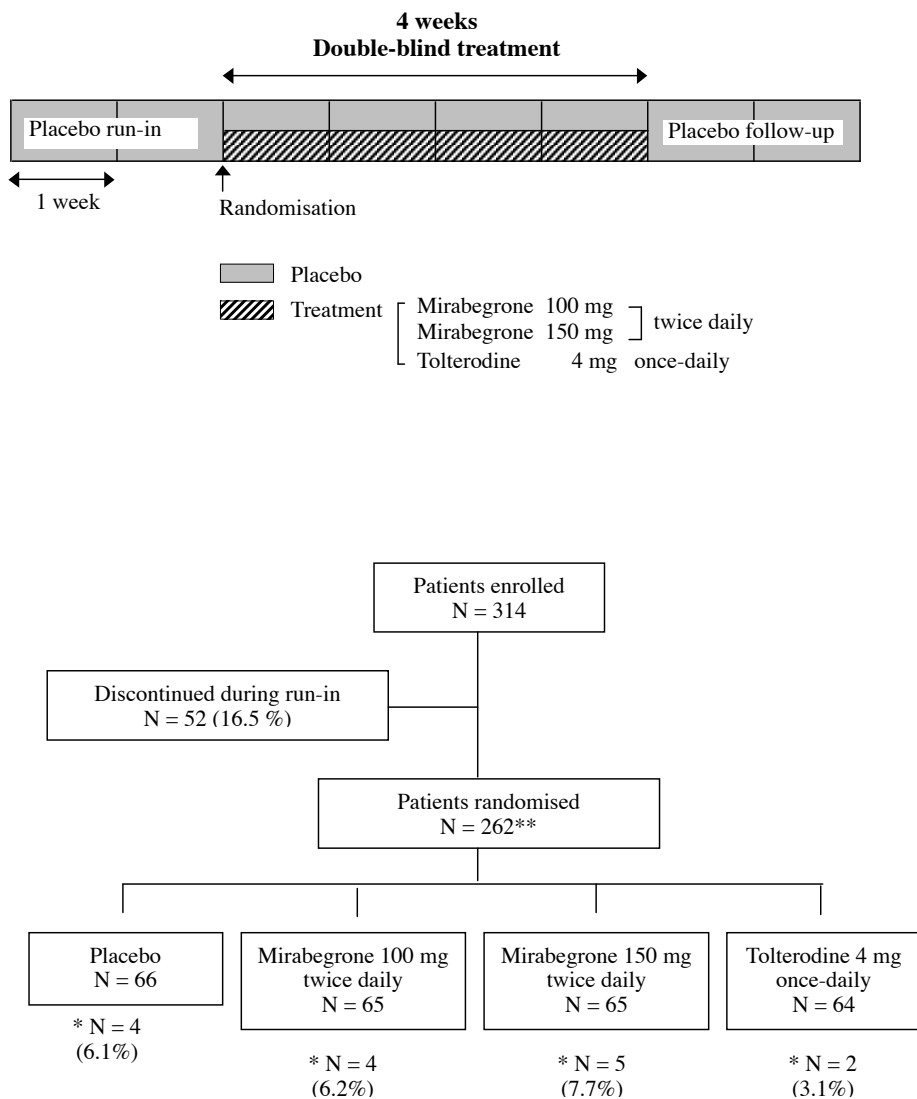 4 weeks
Double-blind treatment
Placebo run-in
Placebo follow-up
1 week
Randomisation
Placebo
Treatment
Mirabegrone 100 mg
Mirabegrone 150 mg
twice daily
Tolterodine 4 mg once-daily
Patients enrolled
N = 314
Discontinued during run-in
N = 52 (16.5 %)
Patients randomised
N = 262**
Placebo
N = 66
* N = 4
(6.1%)
Mirabegrone 100 mg
twice daily
N = 65
* N = 4
(6.2%)
Mirabegrone 150 mg
twice daily
N = 65
* N = 5
(7.7%)
Tolterodine 4 mg
once-daily
N = 64
* N = 2
(3.1%)